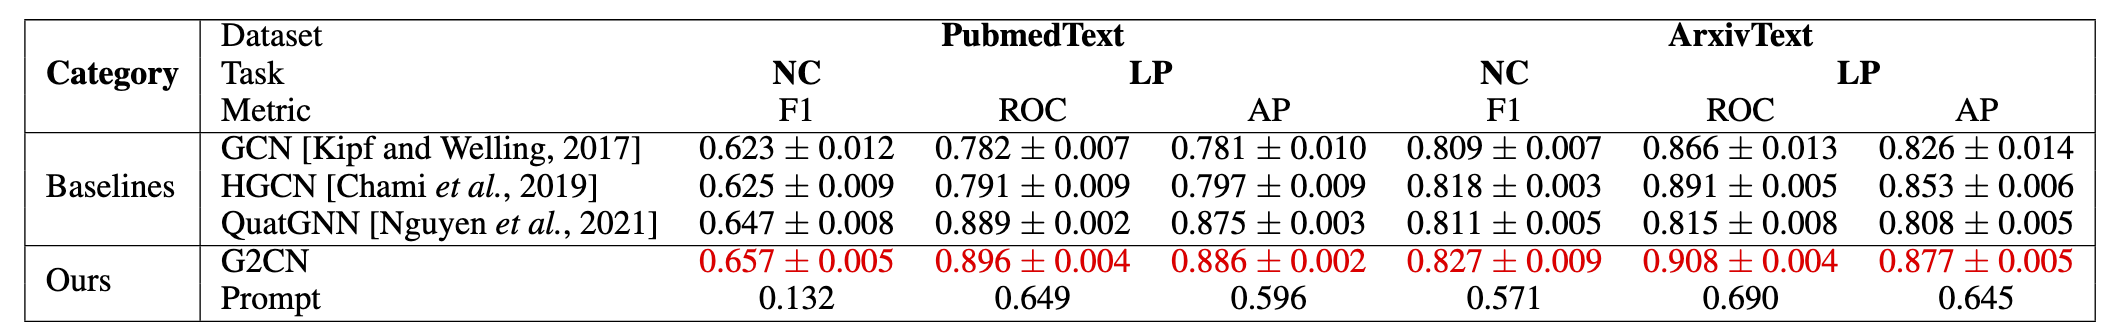 Dataset PubmedText ArxivText
Category Task NC LP NC LP
Metric F1 ROC AP F1 ROC AP
GCN [Kipf and Welling, 2017] 0.623 ± 0.012 0.782 ± 0.007 0.781 ± 0.010 0.809 ± 0.007 0.866 ± 0.013 0.826 ± 0.014
Baselines HGCN [Chami et al., 2019] 0.625 ± 0.009 0.791 ± 0.009 0.797 ± 0.009 0.818 ± 0.003 0.891 ± 0.005 0.853 ± 0.006
QuatGNN [Nguyen et al., 2021] 0.647 ± 0.008 0.889 ± 0.002 0.875 ± 0.003 0.811 ± 0.005 0.815 ± 0.008 0.808 ± 0.005
Ours G2CN 0.657 ± 0.005 0.896 ± 0.004 0.886 ± 0.002 0.827 ± 0.009 0.908 ± 0.004 0.877 ± 0.005
Prompt 0.132 0.649 0.596 0.571 0.690 0.645